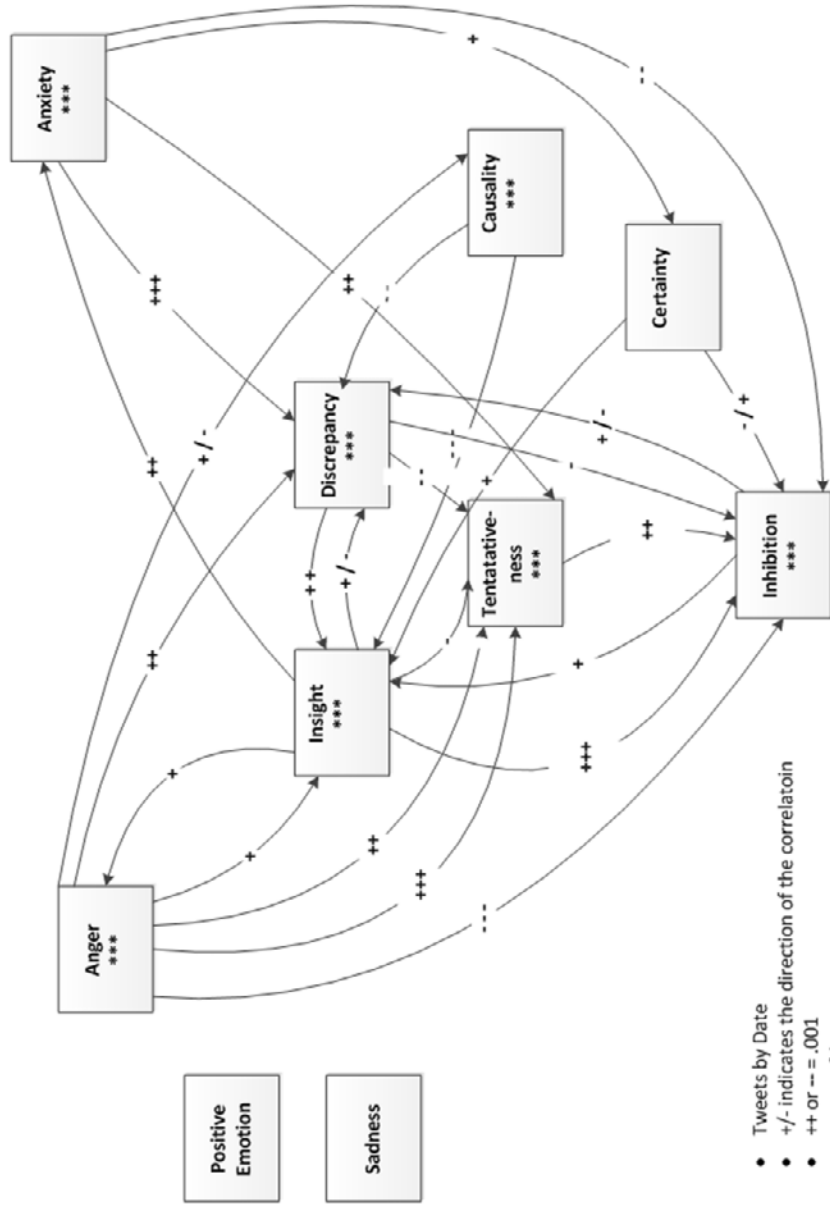 Anxiety
***
Anger
***
++
++
+++
+
+ / -
Positive
Emotion
+
Sadness
Insight
***
Discrepancy
***
++
+ / -
++
++
-
+++
--
-
---
+
+
---
Causality
***
Tentatative-
ness
***
+
-
+++
+ / -
++
--
Certainty
- / +
Inhibition
***
Tweets by Date
+/- indicates the direction of the correlatoin
++ or -- = .001